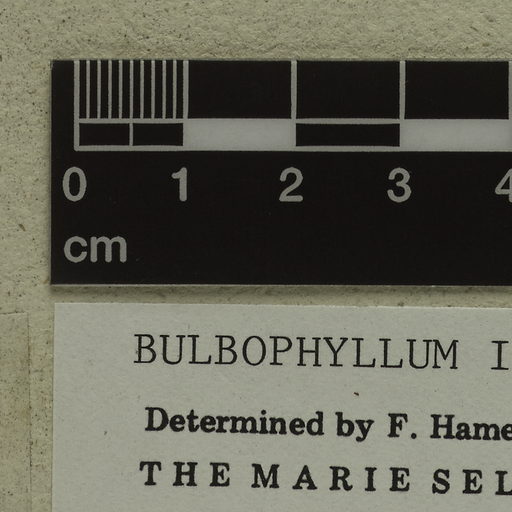 0 1 2 3 4
cm
BULBOPHYLLUM I
Determined by F. Hame
THE MARIE SEL